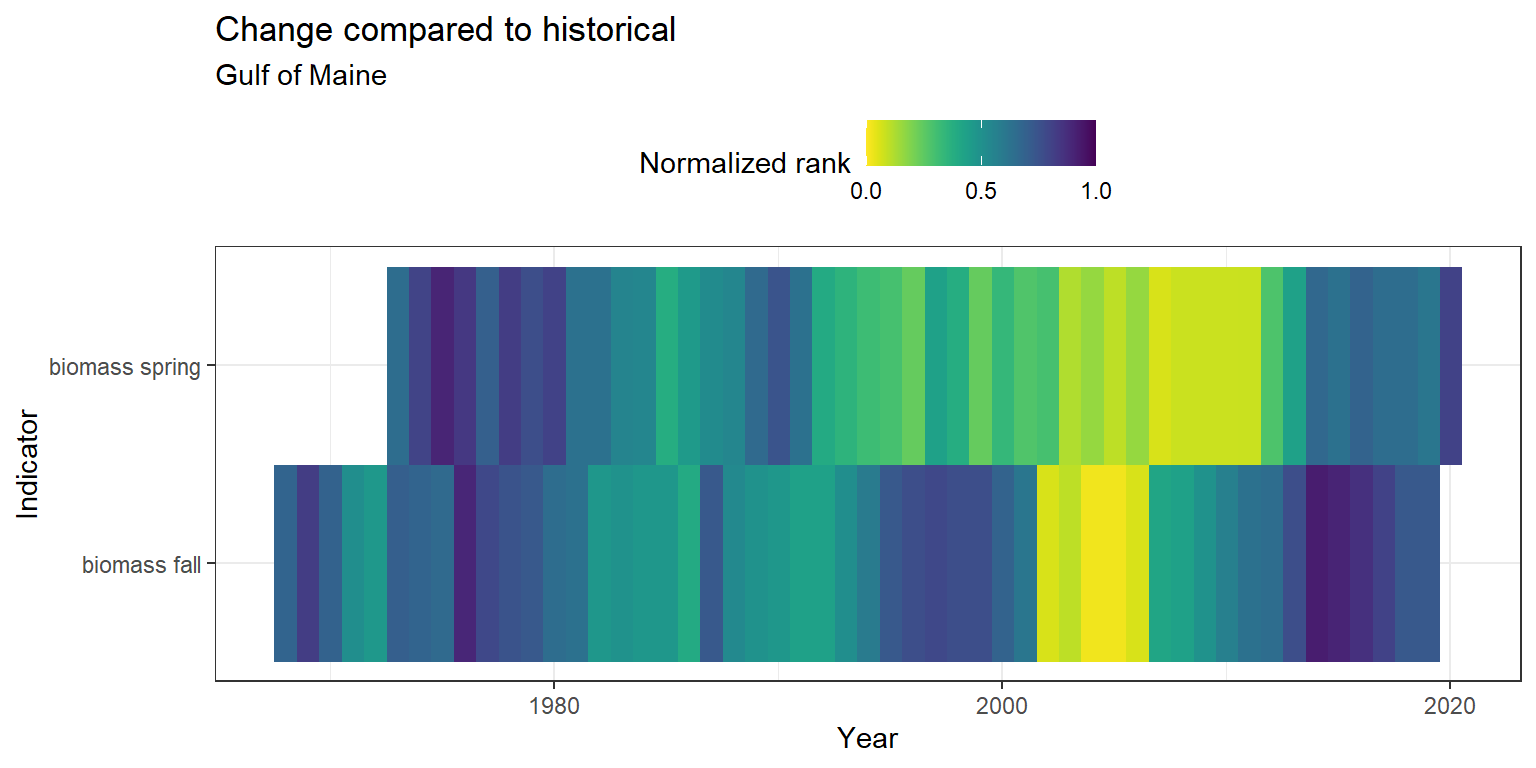 Change compared to historical
Gulf of Maine
Normalized rank
0.0 0.5 1.0
Indicator
biomass spring
biomass fall
1980 2000 2020
Year